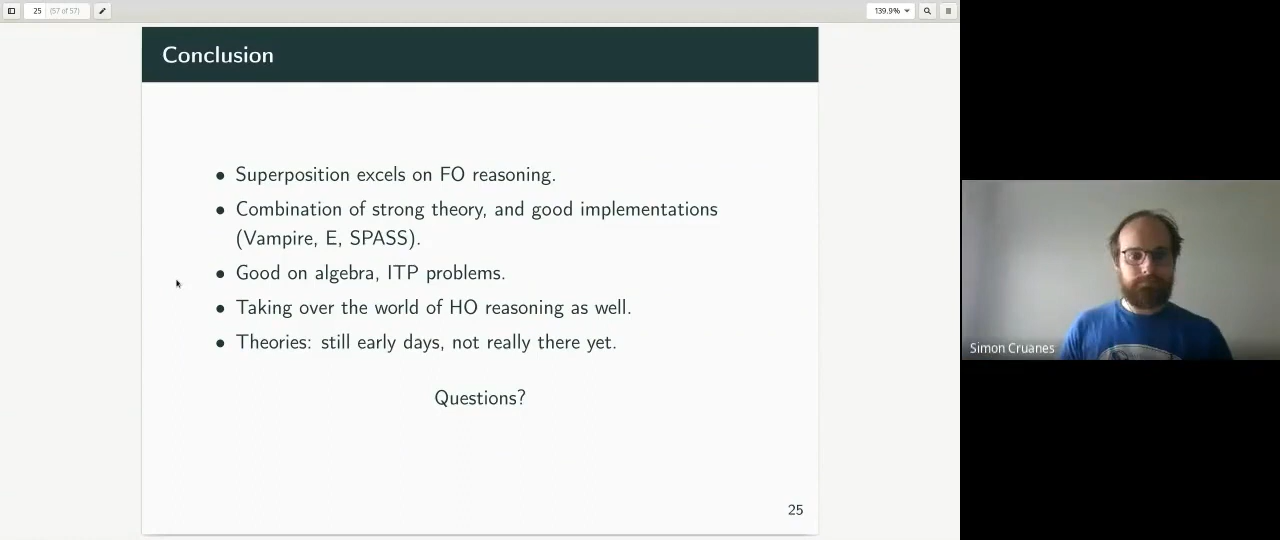 25 (57 of 57)
139.9%
Conclusion
• Superposition excels on FO reasoning.
• Combination of strong theory, and good implementations
(Vampire, E, SPASS).
• Good on algebra, ITP problems.
• Taking over the world of HO reasoning as well.
• Theories: still early days, not really there yet.
Questions?
25
Simon Cruanes